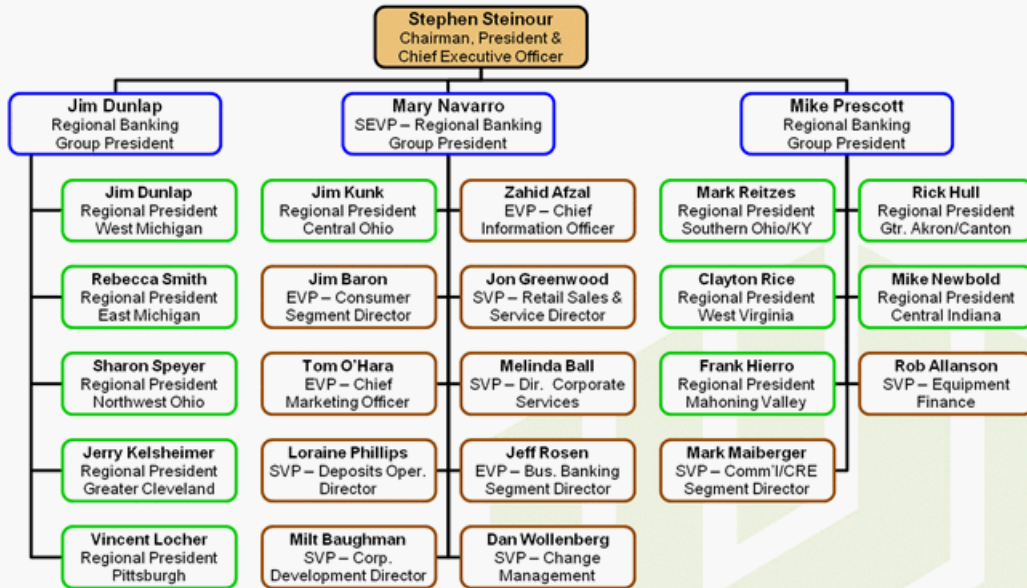 Stephen Steinour
Chairman, President &
Chief Executive Officer
Jim Dunlap
Regional Banking
Group President
Mary Navarro
SEVP – Regional Banking
Group President
Mike Prescott
Regional Banking
Group President
Jim Dunlap
Regional President
West Michigan
Rebecca Smith
Regional President
East Michigan
Sharon Speyer
Regional President
Northwest Ohio
Jerry Kelsheimer
Regional President
Greater Cleveland
Vincent Locher
Regional President
Pittsburgh
Jim Kunk
Regional President
Central Ohio
Zahid Afzal
EVP – Chief
Information Officer
Jim Baron
EVP – Consumer
Segment Director
Jon Greenwood
SVP – Retail Sales &
Service Director
Tom O'Hara
EVP – Chief
Marketing Officer
Melinda Ball
SVP – Dir. Corporate
Services
Loraine Phillips
SVP – Deposits Oper.
Director
Jeff Rosen
EVP – Bus. Banking
Segment Director
Milt Baughman
SVP – Corp.
Development Director
Dan Wollenberg
SVP – Change
Management
Mark Reitzes
Regional President
Southern Ohio/KY
Rick Hull
Regional President
Gtr. Akron/Canton
Clayton Rice
Regional President
West Virginia
Mike Newbold
Regional President
Central Indiana
Frank Hierro
Regional President
Mahoning Valley
Rob Allanson
SVP – Equipment
Finance
Mark Maiberger
SVP – Comm'l/CRE
Segment Director